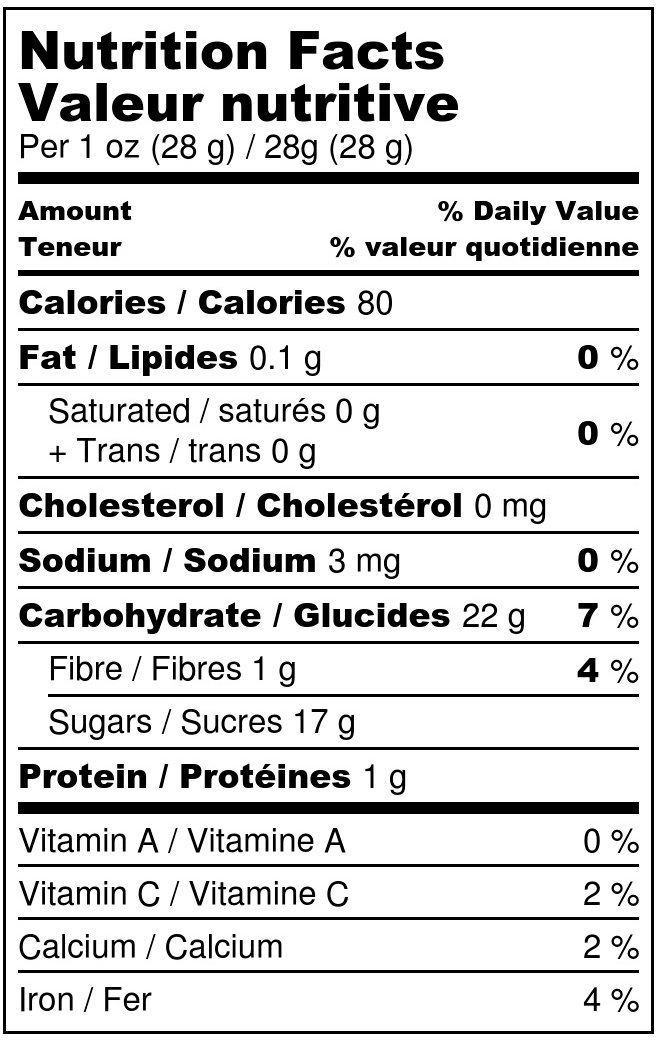 Nutrition Facts
Valeur nutritive
Per 1 oz (28 g) / 28g (28 g)
Amount % Daily Value
Teneur % valeur quotidienne
Calories / Calories 80
Fat / Lipides 0.1 g 0 %
Saturated / saturés 0 g
+ Trans / trans 0 g 0 %
Cholesterol / Cholestérol 0 mg
Sodium / Sodium 3 mg 0 %
Carbohydrate / Glucides 22 g 7 %
Fibre / Fibres 1 g 4 %
Sugars / Sucres 17 g
Protein / Protéines 1 g
Vitamin A / Vitamine A 0 %
Vitamin C / Vitamine C 2 %
Calcium / Calcium 2 %
Iron / Fer 4 %